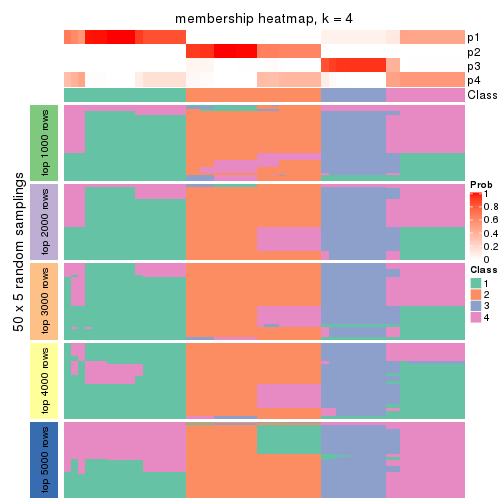 membership heatmap, k = 4
p1
p2
p3
p4
Class
50 x 5 random samplings
top 1000 rows
top 2000 rows
top 3000 rows
top 4000 rows
top 5000 rows
Prob
1
0.8
0.6
0.4
0.2
0
Class
1
2
3
4